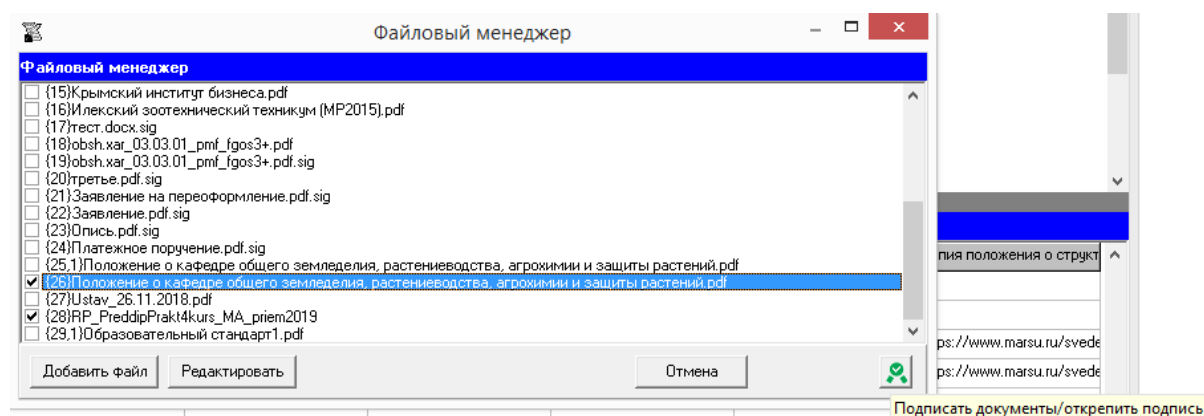 Файловый менеджер
Файловый менеджер
{15}Крымский институт бизнеса.pdf
{16}Илекский зоотехнический техникум (МР2015).pdf
{17}тест.docx.sig
{18}obsh.xar_03.03.01_pmf_fgos3+.pdf
{19}obsh.xar_03.03.01_pmf_fgos3+.pdf.sig
{20}третье.pdf.sig
{21}Заявление на переоформление.pdf.sig
{22}Заявление.pdf.sig
{23}Опись.pdf.sig
{24}Платежное поручение.pdf.sig
{25,1}Положение о кафедре общего земледелия, растениеводства, агрохимии и защиты растений.pdf
{26}Положение о кафедре общего земледелия, растениеводства, агрохимии и защиты растений.pdf
{27}Ustav_26.11.2018.pdf
{28}RP_PreddipPrakt4kurs_MA_priem2019
{29,1}Образовательный стандарт1.pdf
Добавить файл Редактировать Отмена
пия положения о структ
ps://www.marsu.ru/svede
ps://www.marsu.ru/svede
Подписать документы/открепить подпись